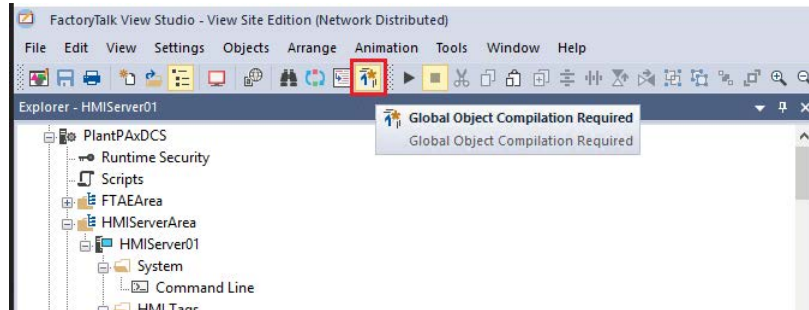 FactoryTalk View Studio - View Site Edition (Network Distributed)
File Edit View Settings Objects Arrange Animation Tools Window Help
Explorer - HMIServer01
Global Object Compilation Required
Global Object Compilation Required
PlantPAxDCS
Runtime Security
Scripts
FTAEArea
HMIServerArea
HMIServer01
System
Command Line
HMI Tags